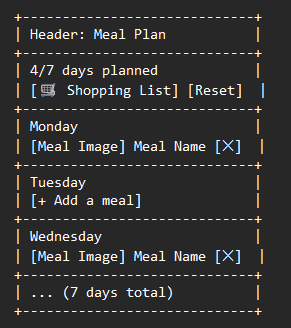 +-----------------------------+
| Header: Meal Plan |
+-----------------------------+
| 4/7 days planned |
| [🛒 Shopping List] [Reset] |
+-----------------------------+
| Monday |
| [Meal Image] Meal Name [✕] |
+-----------------------------+
| Tuesday |
| [+ Add a meal] |
+-----------------------------+
| Wednesday |
| [Meal Image] Meal Name [✕] |
+-----------------------------+
| ... (7 days total) |
+-----------------------------+